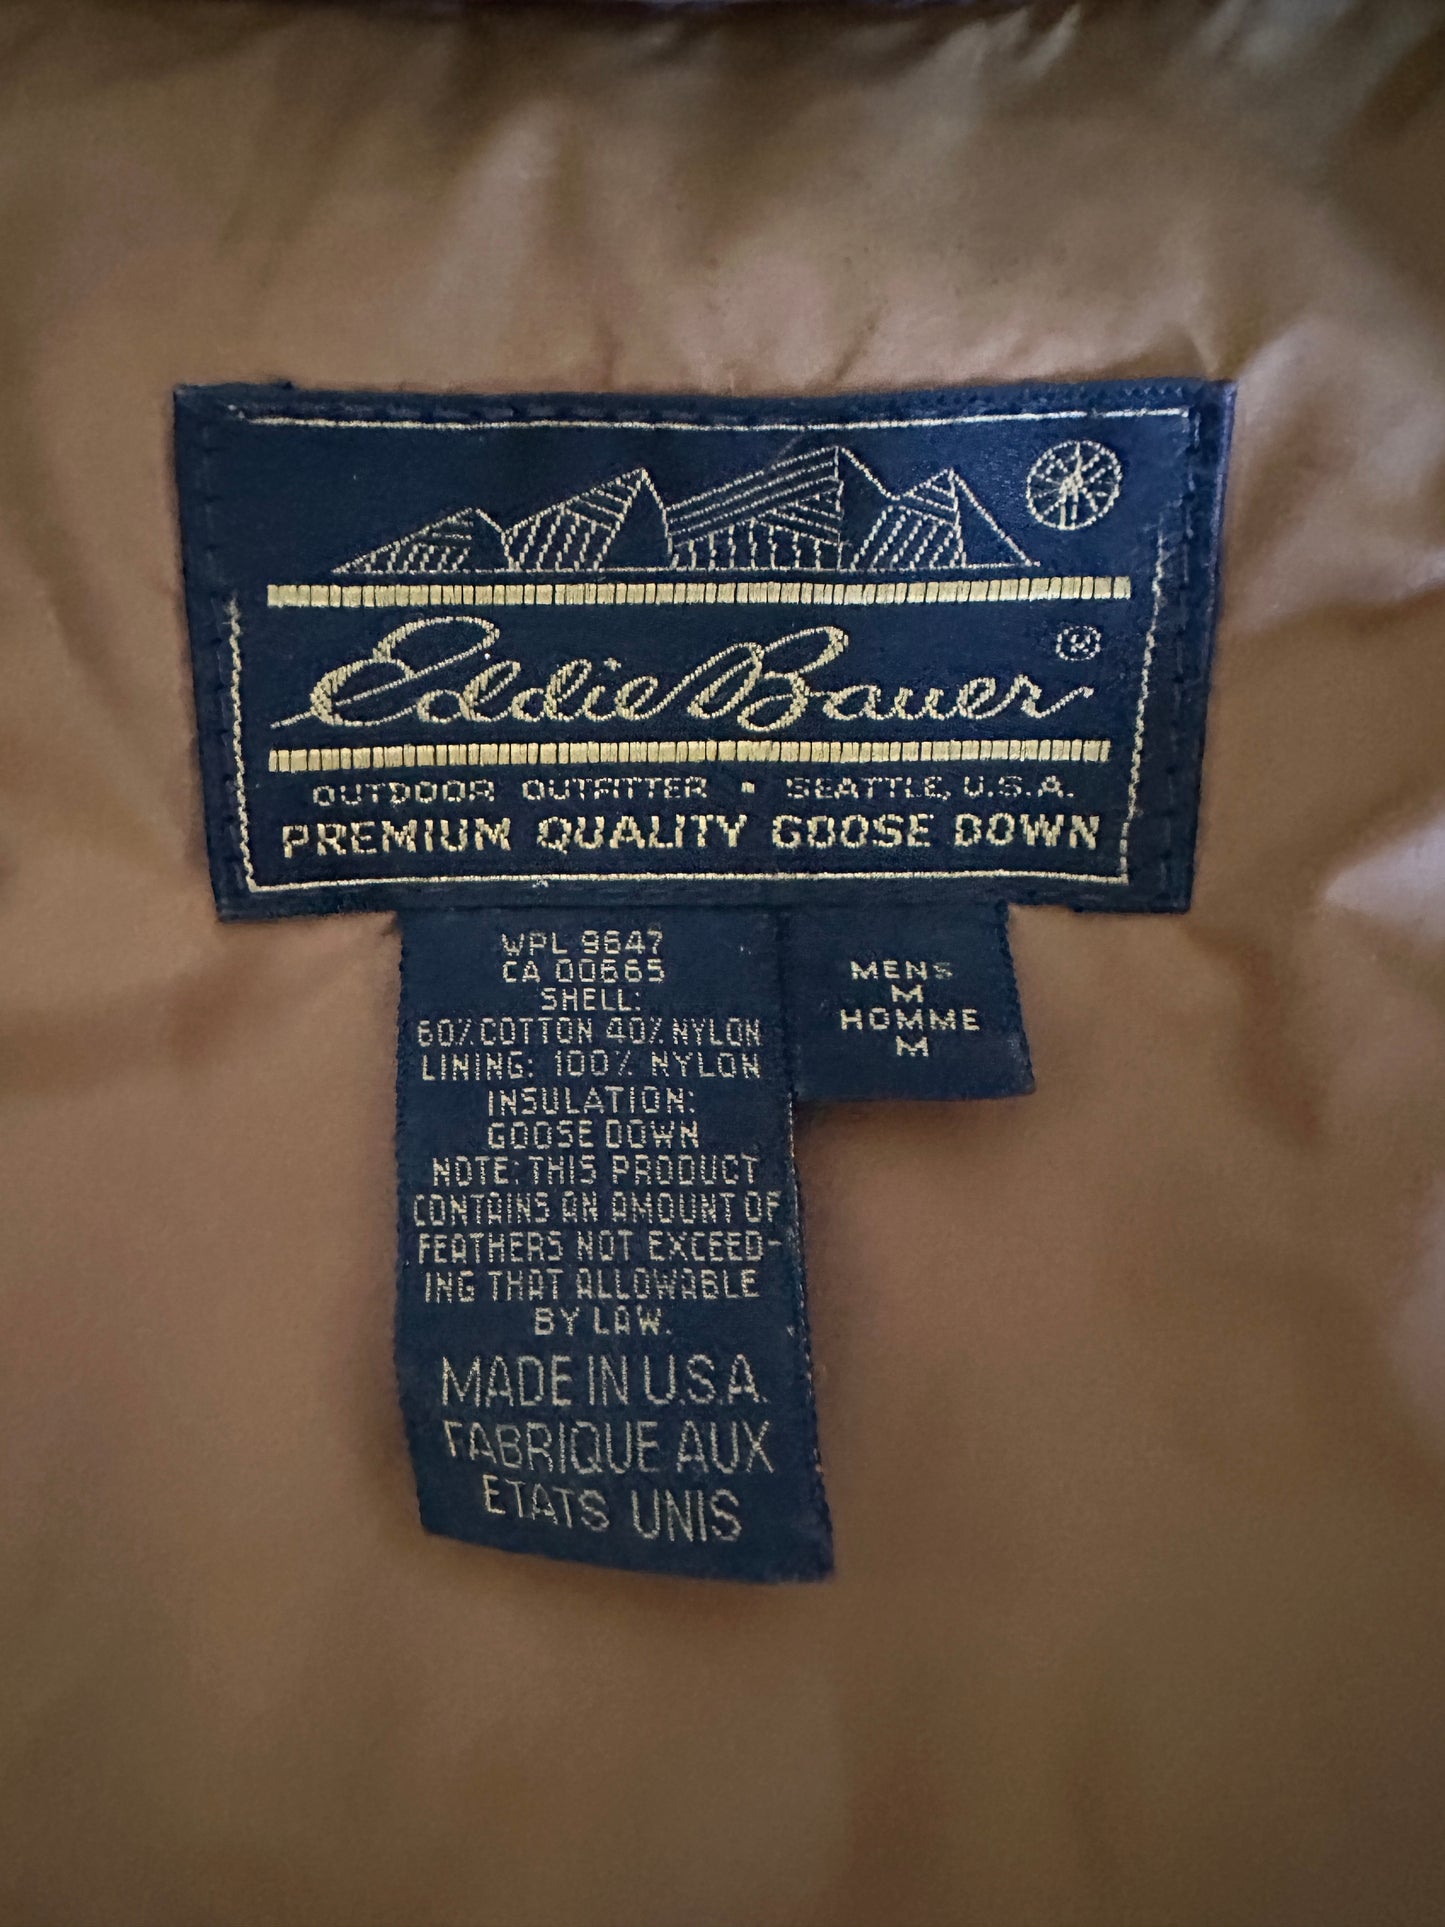 Eddie Bauer ®
OUTDOOR OUTFITTER • SEATTLE, U.S.A.
PREMIUM QUALITY GOOSE DOWN
WPL 9647
CA 00665
SHELL:
60% COTTON 40% NYLON
LINING: 100% NYLON
INSULATION:
GOOSE DOWN
NOTE: THIS PRODUCT
CONTAINS AN AMOUNT OF
FEATHERS NOT EXCEED-
ING THAT ALLOWABLE
BY LAW.
MADE IN U.S.A.
FABRIQUE AUX
ETATS UNIS
MENS
M
HOMME
M